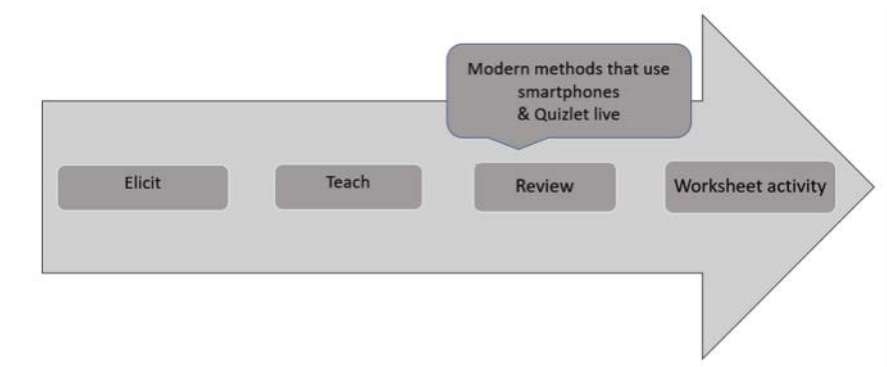 Modern methods that use
smartphones
& Quizlet live
Elicit
Teach
Review
Worksheet activity